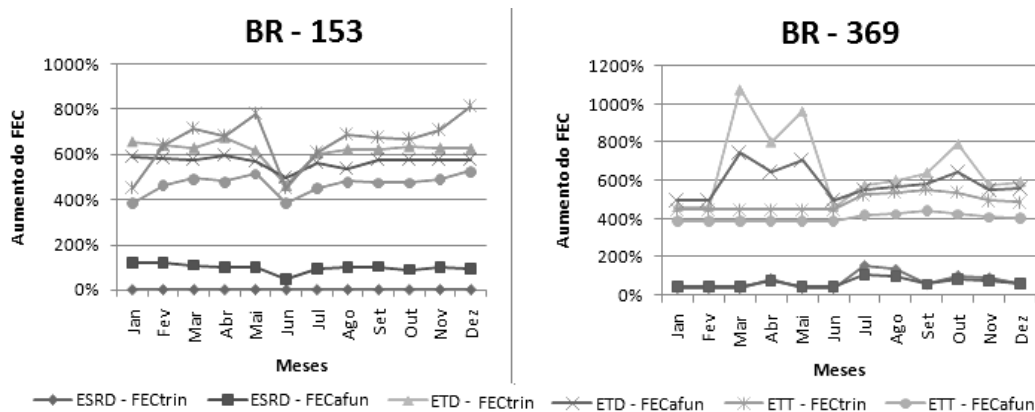 BR - 153
1000%
800%
600%
400%
200%
0%
Aumento do FEC
Jan
Fev
Mar
Abr
Mai
Jun
Jul
Ago
Set
Out
Nov
Dez
Meses
BR - 369
1200%
1000%
800%
600%
400%
200%
0%
Aumento do FEC
Jan
Fev
Mar
Abr
Mai
Jun
Jul
Ago
Set
Out
Nov
Dez
Meses
ESRD - FECtrin
ESRD - FECafun
ETD - FECtrin
ETD - FECafun
ETT - FECtrin
ETT - FECafun